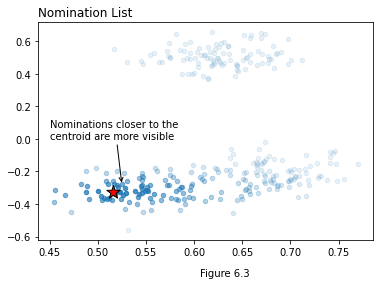 Nomination List
0.6
0.4
0.2
Nominations closer to the
centroid are more visible
0.0
−0.2
−0.4
−0.6
0.45 0.50 0.55 0.60 0.65 0.70 0.75
Figure 6.3